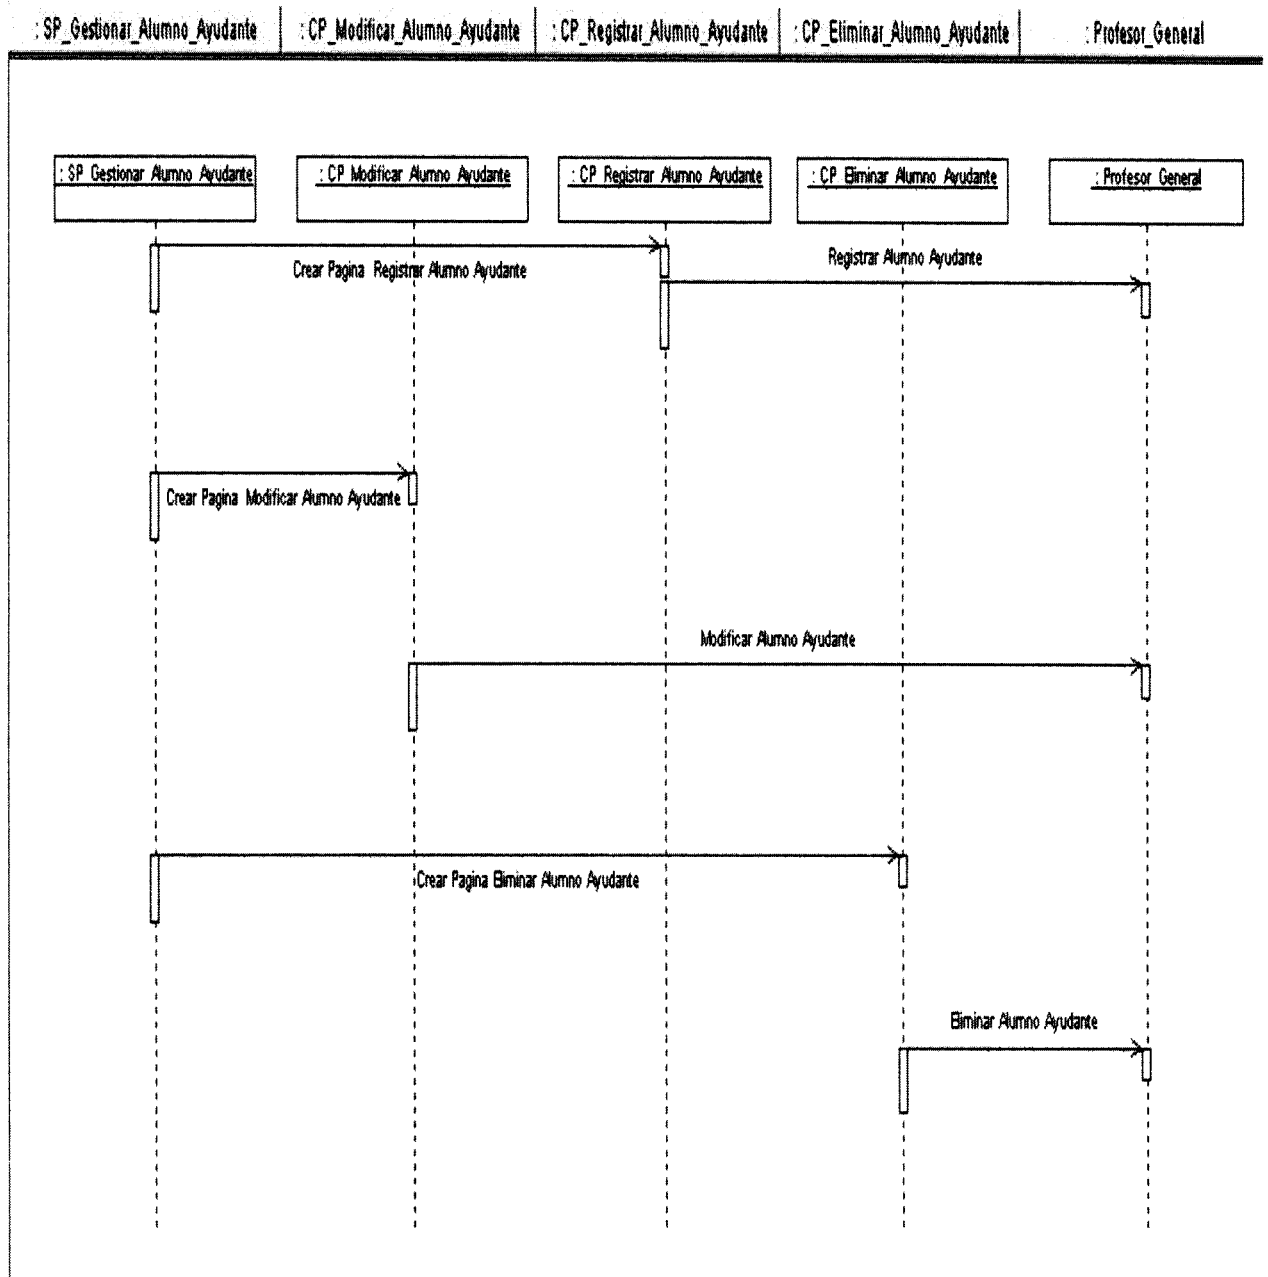 : SP_Gestionar_Alumno_Ayudante
: CP_Modificar_Alumno_Ayudante
: CP_Registrar_Alumno_Ayudante
: CP_Eliminar_Alumno_Ayudante
: Profesor_General
: SP Gestionar Alumno Ayudante
: CP Modificar Alumno Ayudante
: CP Registrar Alumno Ayudante
: CP Eliminar Alumno Ayudante
: Profesor General
Crear Pagina Registrar Alumno Ayudante
Registrar Alumno Ayudante
Crear Pagina Modificar Alumno Ayudante
Modificar Alumno Ayudante
Crear Pagina Eliminar Alumno Ayudante
Eliminar Alumno Ayudante